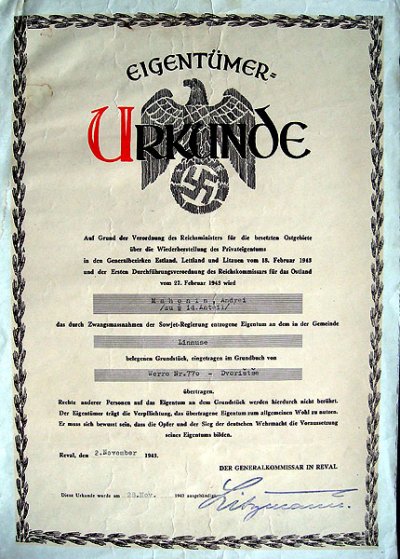 EIGENTÜMER=
URKUNDE
Auf Grund der Verordnung des Reichsministers für die besetzten Ostgebiete
über die Wiederherstellung des Privateigentums
in den Generalbezirken Estland, Lettland und Litauen vom 18. Februar 1943
und der Ersten Durchführungsverordnung des Reichskommissars für das Ostland
vom 22. Februar 1943 wird
Mahonin, Andrei
/zu id.Anteil/
das durch Zwangsmassnahmen der Sowjet-Regierung entzogene Eigentum an dem in der Gemeinde
Linnuse
belegenen Grundstück, eingetragen im Grundbuch von
Werro Nr.770 - Dvoristše
übertragen.
Rechte anderer Personen auf das Eigentum an dem Grundstück werden hierdurch nicht berührt.
Der Eigentümer trägt die Verpflichtung, das übertragene Eigentum zum allgemeinen Wohl zu nutzen.
Er muss sich bewusst sein, dass die Opfer und der Sieg der deutschen Wehrmacht die Voraussetzung
seines Eigentums bilden.
Reval, den 2.November 1943.
DER GENERALKOMMISSAR IN REVAL
Diese Urkunde wurde am 29.Nov. 1943 ausgehändigt
Litzmann.